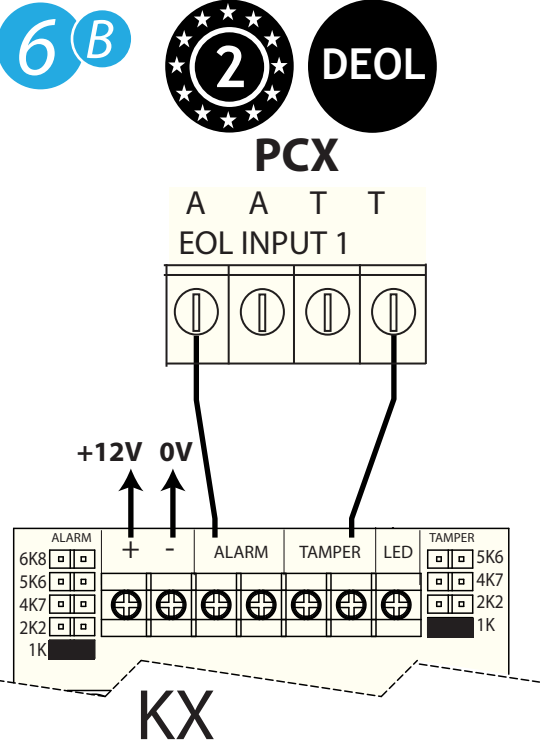 6 B
2 DEOL
PCX
A A T T
EOL INPUT 1
+12V 0V
ALARM + - ALARM TAMPER LED TAMPER
6K8 5K6
5K6 4K7
4K7 2K2
2K2 1K
1K
KX